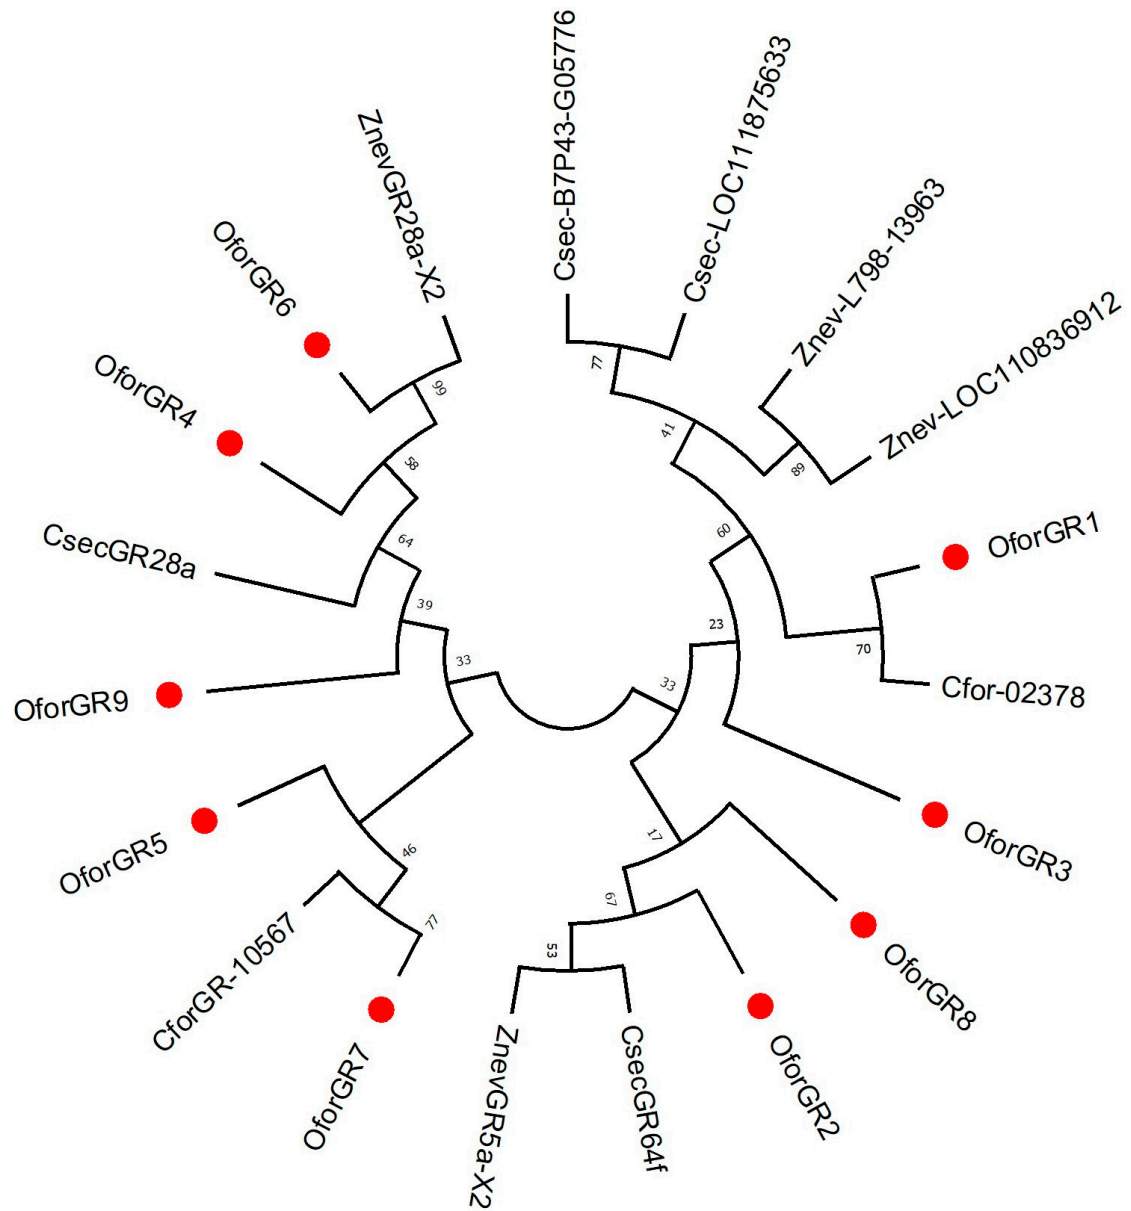 Csec-B7P43-G05776
Csec-LOC111875633
Znev-L798-13963
Znev-LOC110836912
OforGR1
Cfor-02378
OforGR3
OforGR8
OforGR2
CsecGR64f
ZnevGR5a-X2
OforGR7
CforGR-10567
OforGR5
OforGR9
CsecGR28a
OforGR4
OforGR6
ZnevGR28a-X2
77
41
89
60
70
23
33
17
67
53
77
46
33
39
64
58
99